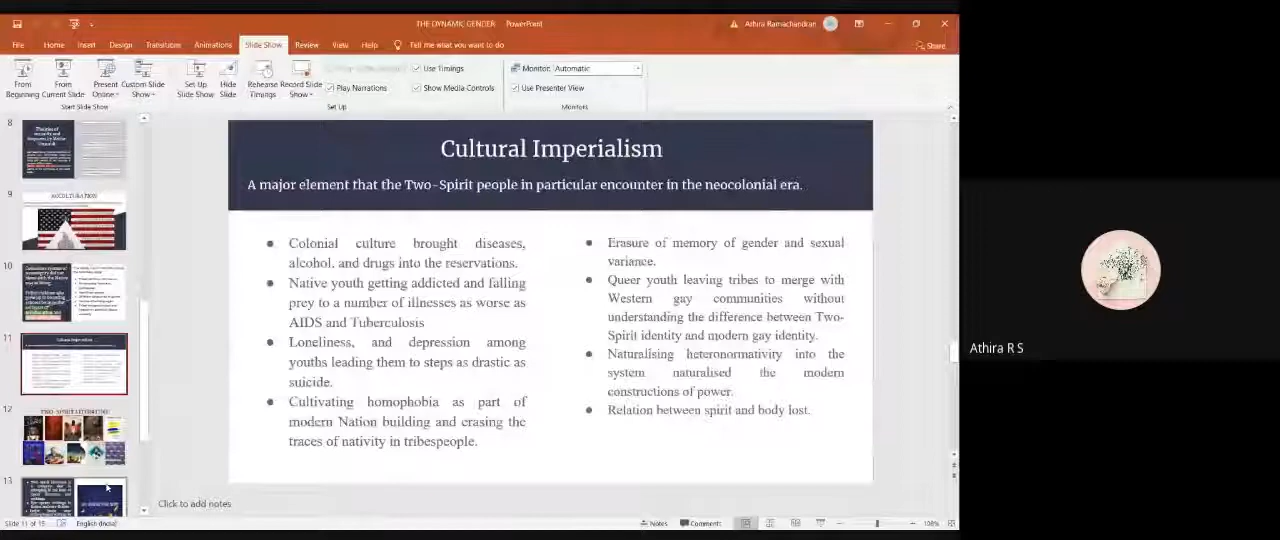 THE DYNAMIC GENDER - PowerPoint
Athira Ramachandran
File Home Insert Design Transitions Animations Slide Show Review View Help Tell me what you want to do
Share
From Beginning
From Current Slide
Present Online
Custom Slide Show
Set Up Slide Show
Hide Slide
Rehearse Timings
Record Slide Show
Use Timings
Play Narrations
Show Media Controls
Monitor: Automatic
Use Presenter View
Start Slide Show
Set Up
Monitors
8
9
10
11
12
13
Cultural Imperialism
A major element that the Two-Spirit people in particular encounter in the neocolonial era.
Colonial culture brought diseases,
alcohol, and drugs into the reservations.
Native youth getting addicted and falling
prey to a number of illnesses as worse as
AIDS and Tuberculosis
Loneliness, and depression among
youths leading them to steps as drastic as
suicide.
Cultivating homophobia as part of
modern Nation building and erasing the
traces of nativity in tribespeople.
Erasure of memory of gender and sexual
variance.
Queer youth leaving tribes to merge with
Western gay communities without
understanding the difference between Two-
Spirit identity and modern gay identity.
Naturalising heteronormativity into the
system naturalised the modern
constructions of power.
Relation between spirit and body lost.
Click to add notes
Slide 11 of 15
English (India)
Notes
Comments
108%
Athira R S